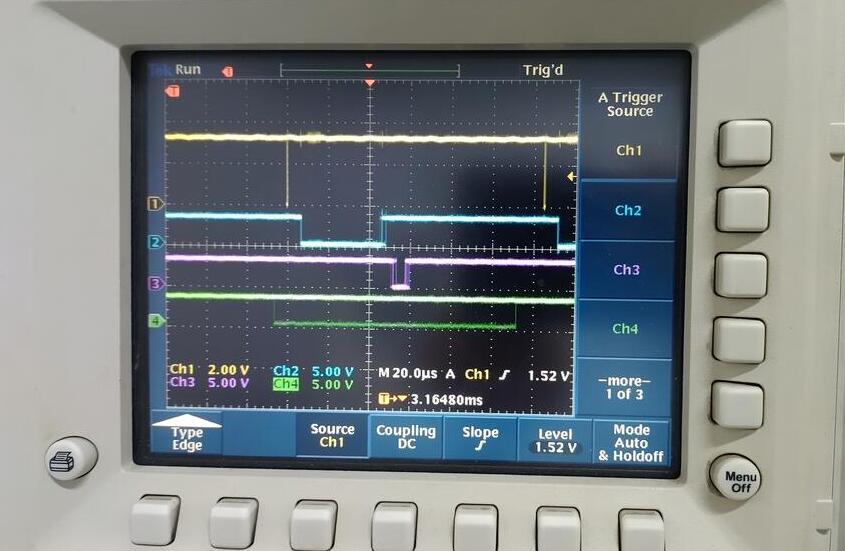 Tek Run
T
Trig'd
T
A Trigger
Source
Ch1
1
Ch2
2
Ch3
3
Ch4
4
Ch1 2.00 V Ch2 5.00 V M 20.0µs A Ch1 1.52 V
Ch3 5.00 V Ch4 5.00 V
T 3.16480ms
-more-
1 of 3
Type
Edge
Source
Ch1
Coupling
DC
Slope
Level
1.52 V
Mode
Auto
& Holdoff
Menu
Off